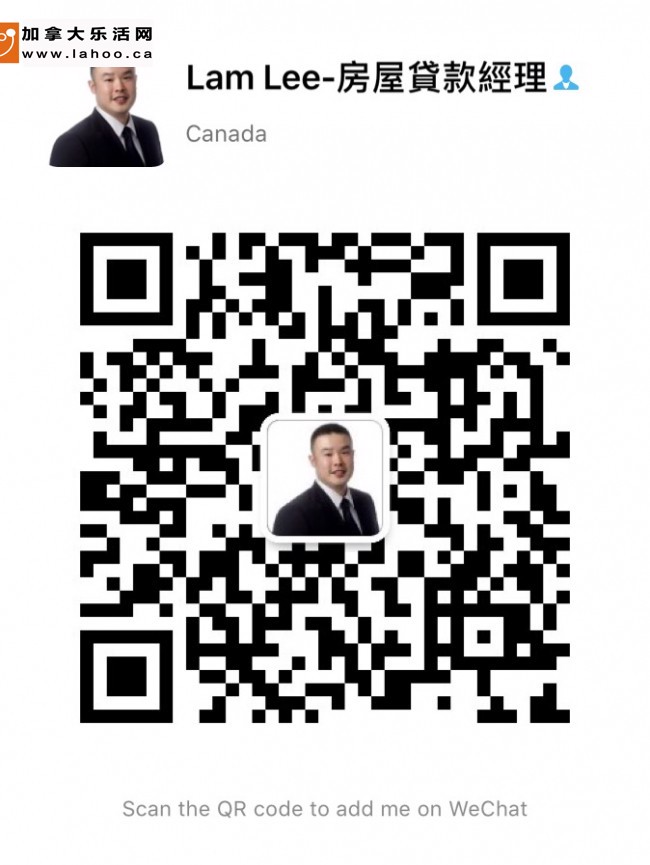 加拿大乐活网
www.lahoo.ca
Lam Lee-房屋貸款經理
Canada
Scan the QR code to add me on WeChat